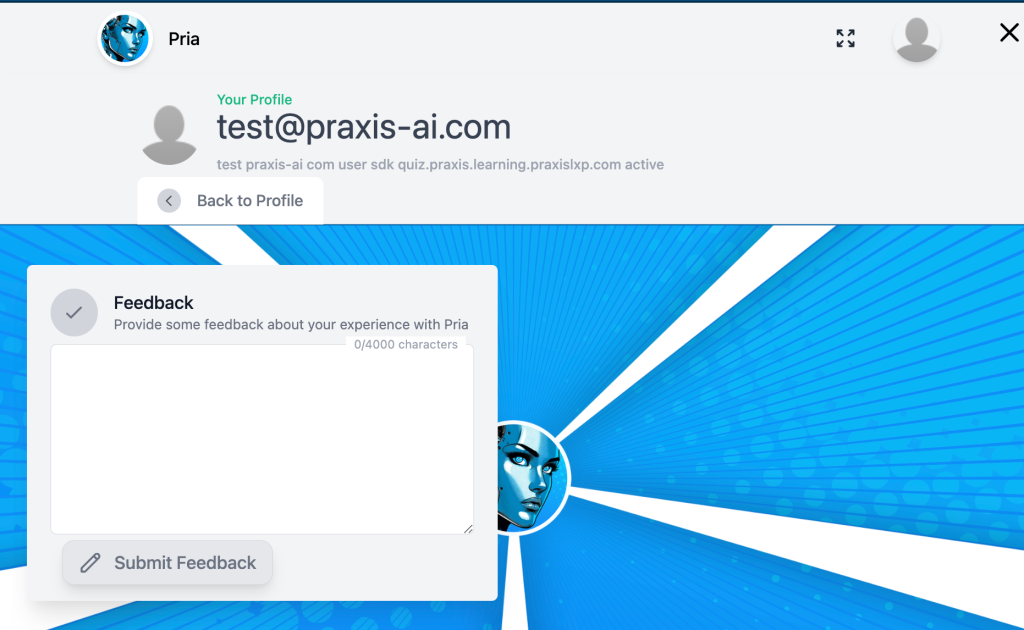 Pria
Your Profile
test@praxis-ai.com
test praxis-ai com user sdk quiz.praxis.learning.praxislxp.com active
Back to Profile
Feedback
Provide some feedback about your experience with Pria
0/4000 characters
Submit Feedback